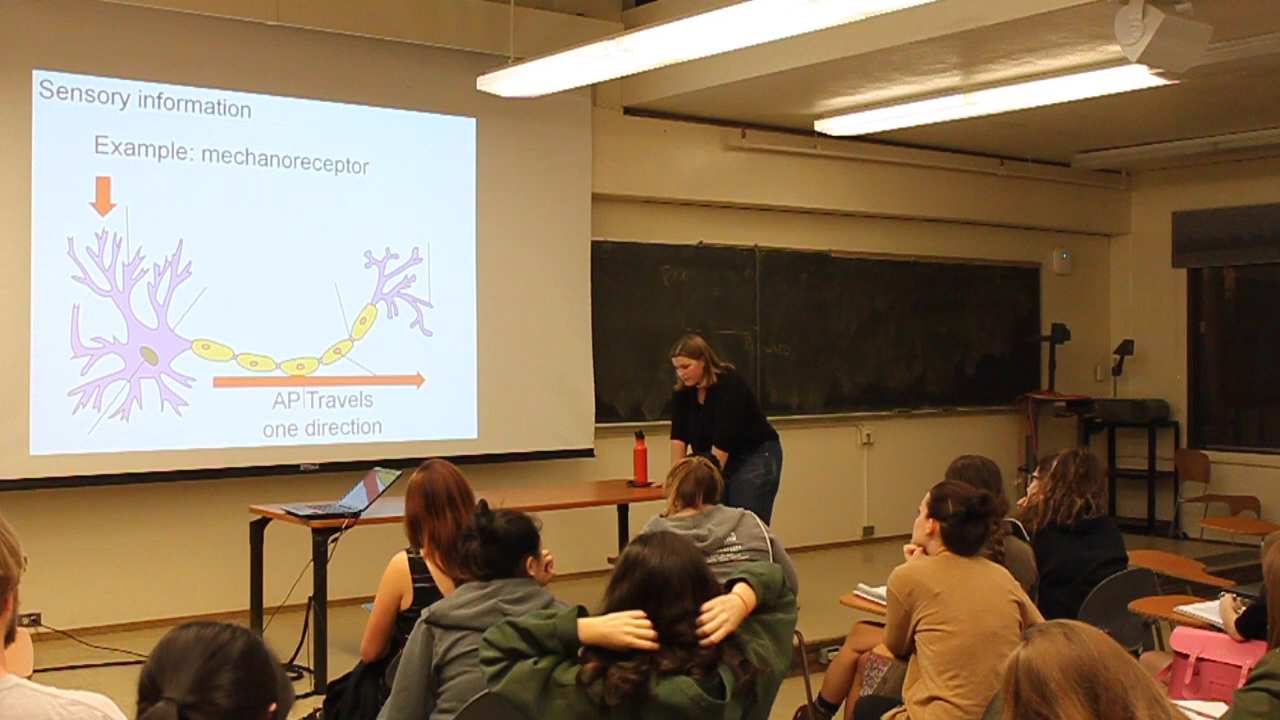 Sensory information
Example: mechanoreceptor
AP Travels
one direction